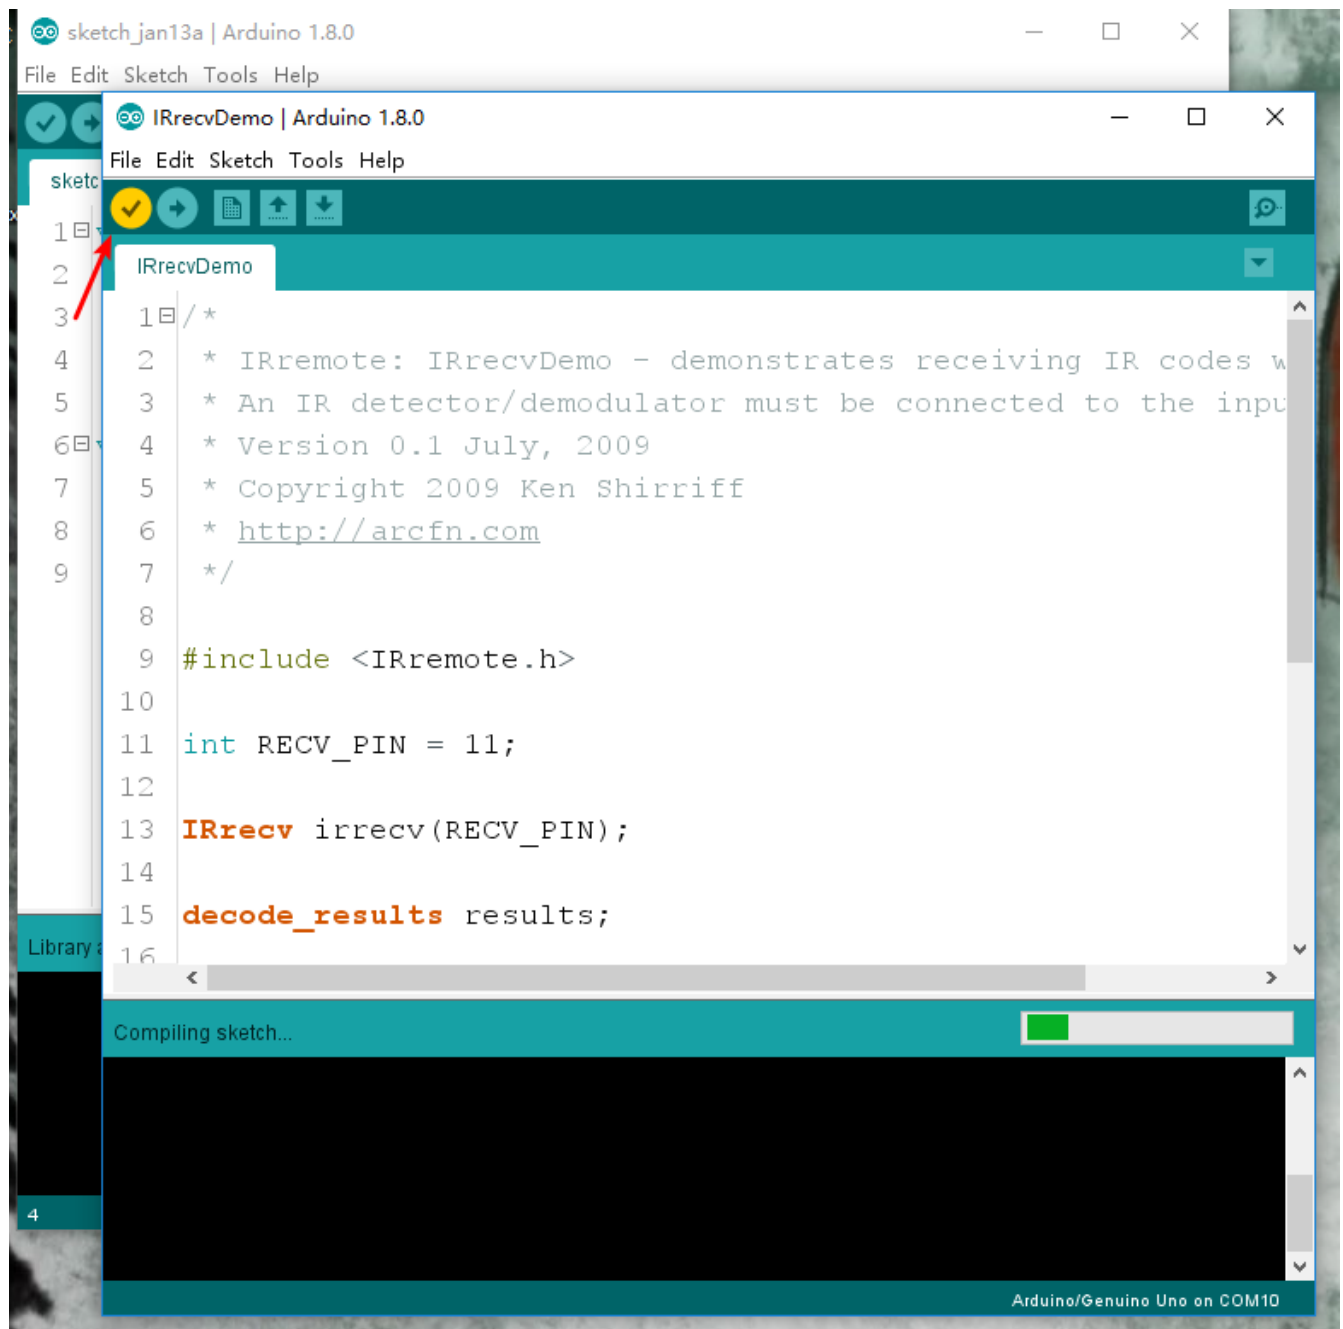 sketch_jan13a | Arduino 1.8.0
File Edit Sketch Tools Help
IRrecvDemo | Arduino 1.8.0
File Edit Sketch Tools Help
sketc
IRrecvDemo
1
2
3
4
5
6
7
8
9
1 /*
2 * IRremote: IRrecvDemo - demonstrates receiving IR codes w
3 * An IR detector/demodulator must be connected to the inpu
4 * Version 0.1 July, 2009
5 * Copyright 2009 Ken Shirriff
6 * http://arcfn.com
7 */
8
9 #include <IRremote.h>
10
11 int RECV_PIN = 11;
12
13 IRrecv irrecv(RECV_PIN);
14
15 decode_results results;
16
Library a
Compiling sketch...
4
Arduino/Genuino Uno on COM10